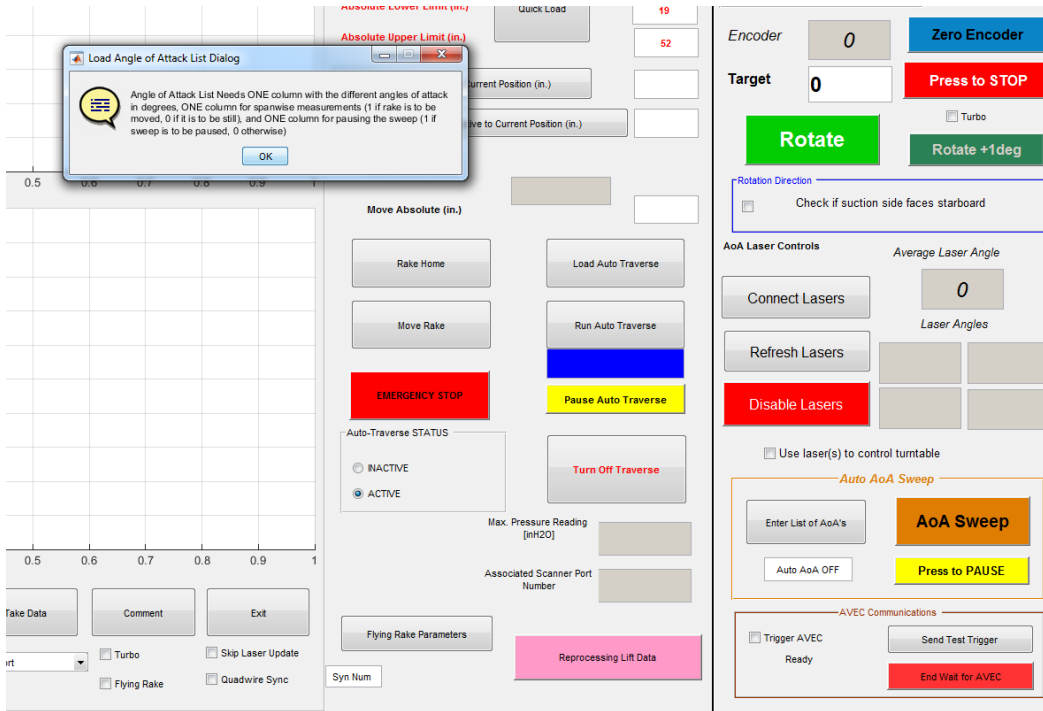 Absolute Lower Limit (in.)
Quick Load
19
Absolute Upper Limit (in.)
52
Load Angle of Attack List Dialog
Angle of Attack List Needs ONE column with the different angles of attack
in degrees, ONE column for spanwise measurements (1 if rake is to be
moved, 0 if it is to be still), and ONE column for pausing the sweep (1 if
sweep is to be paused, 0 otherwise)
OK
Current Position (in.)
to Current Position (in.)
0.5 0.6 0.7 0.8 0.9 1
Move Absolute (in.)
Rake Home
Load Auto Traverse
Move Rake
Run Auto Traverse
EMERGENCY STOP
Pause Auto Traverse
Auto-Traverse STATUS
INACTIVE
ACTIVE
Turn Off Traverse
Max. Pressure Reading
[inH2O]
Associated Scanner Port
Number
0.5 0.6 0.7 0.8 0.9 1
Take Data
Comment
Exit
Turbo
Skip Laser Update
Flying Rake
Quadwire Sync
Flying Rake Parameters
Reprocessing Lift Data
Syn Num
Encoder
0
Zero Encoder
Target
0
Press to STOP
Turbo
Rotate
Rotate +1deg
Rotation Direction
Check if suction side faces starboard
AoA Laser Controls
Average Laser Angle
Connect Lasers
0
Laser Angles
Refresh Lasers
Disable Lasers
Use laser(s) to control turntable
Auto AoA Sweep
Enter List of AoA's
AoA Sweep
Auto AoA OFF
Press to PAUSE
AVEC Communications
Trigger AVEC
Send Test Trigger
Ready
End Wait for AVEC